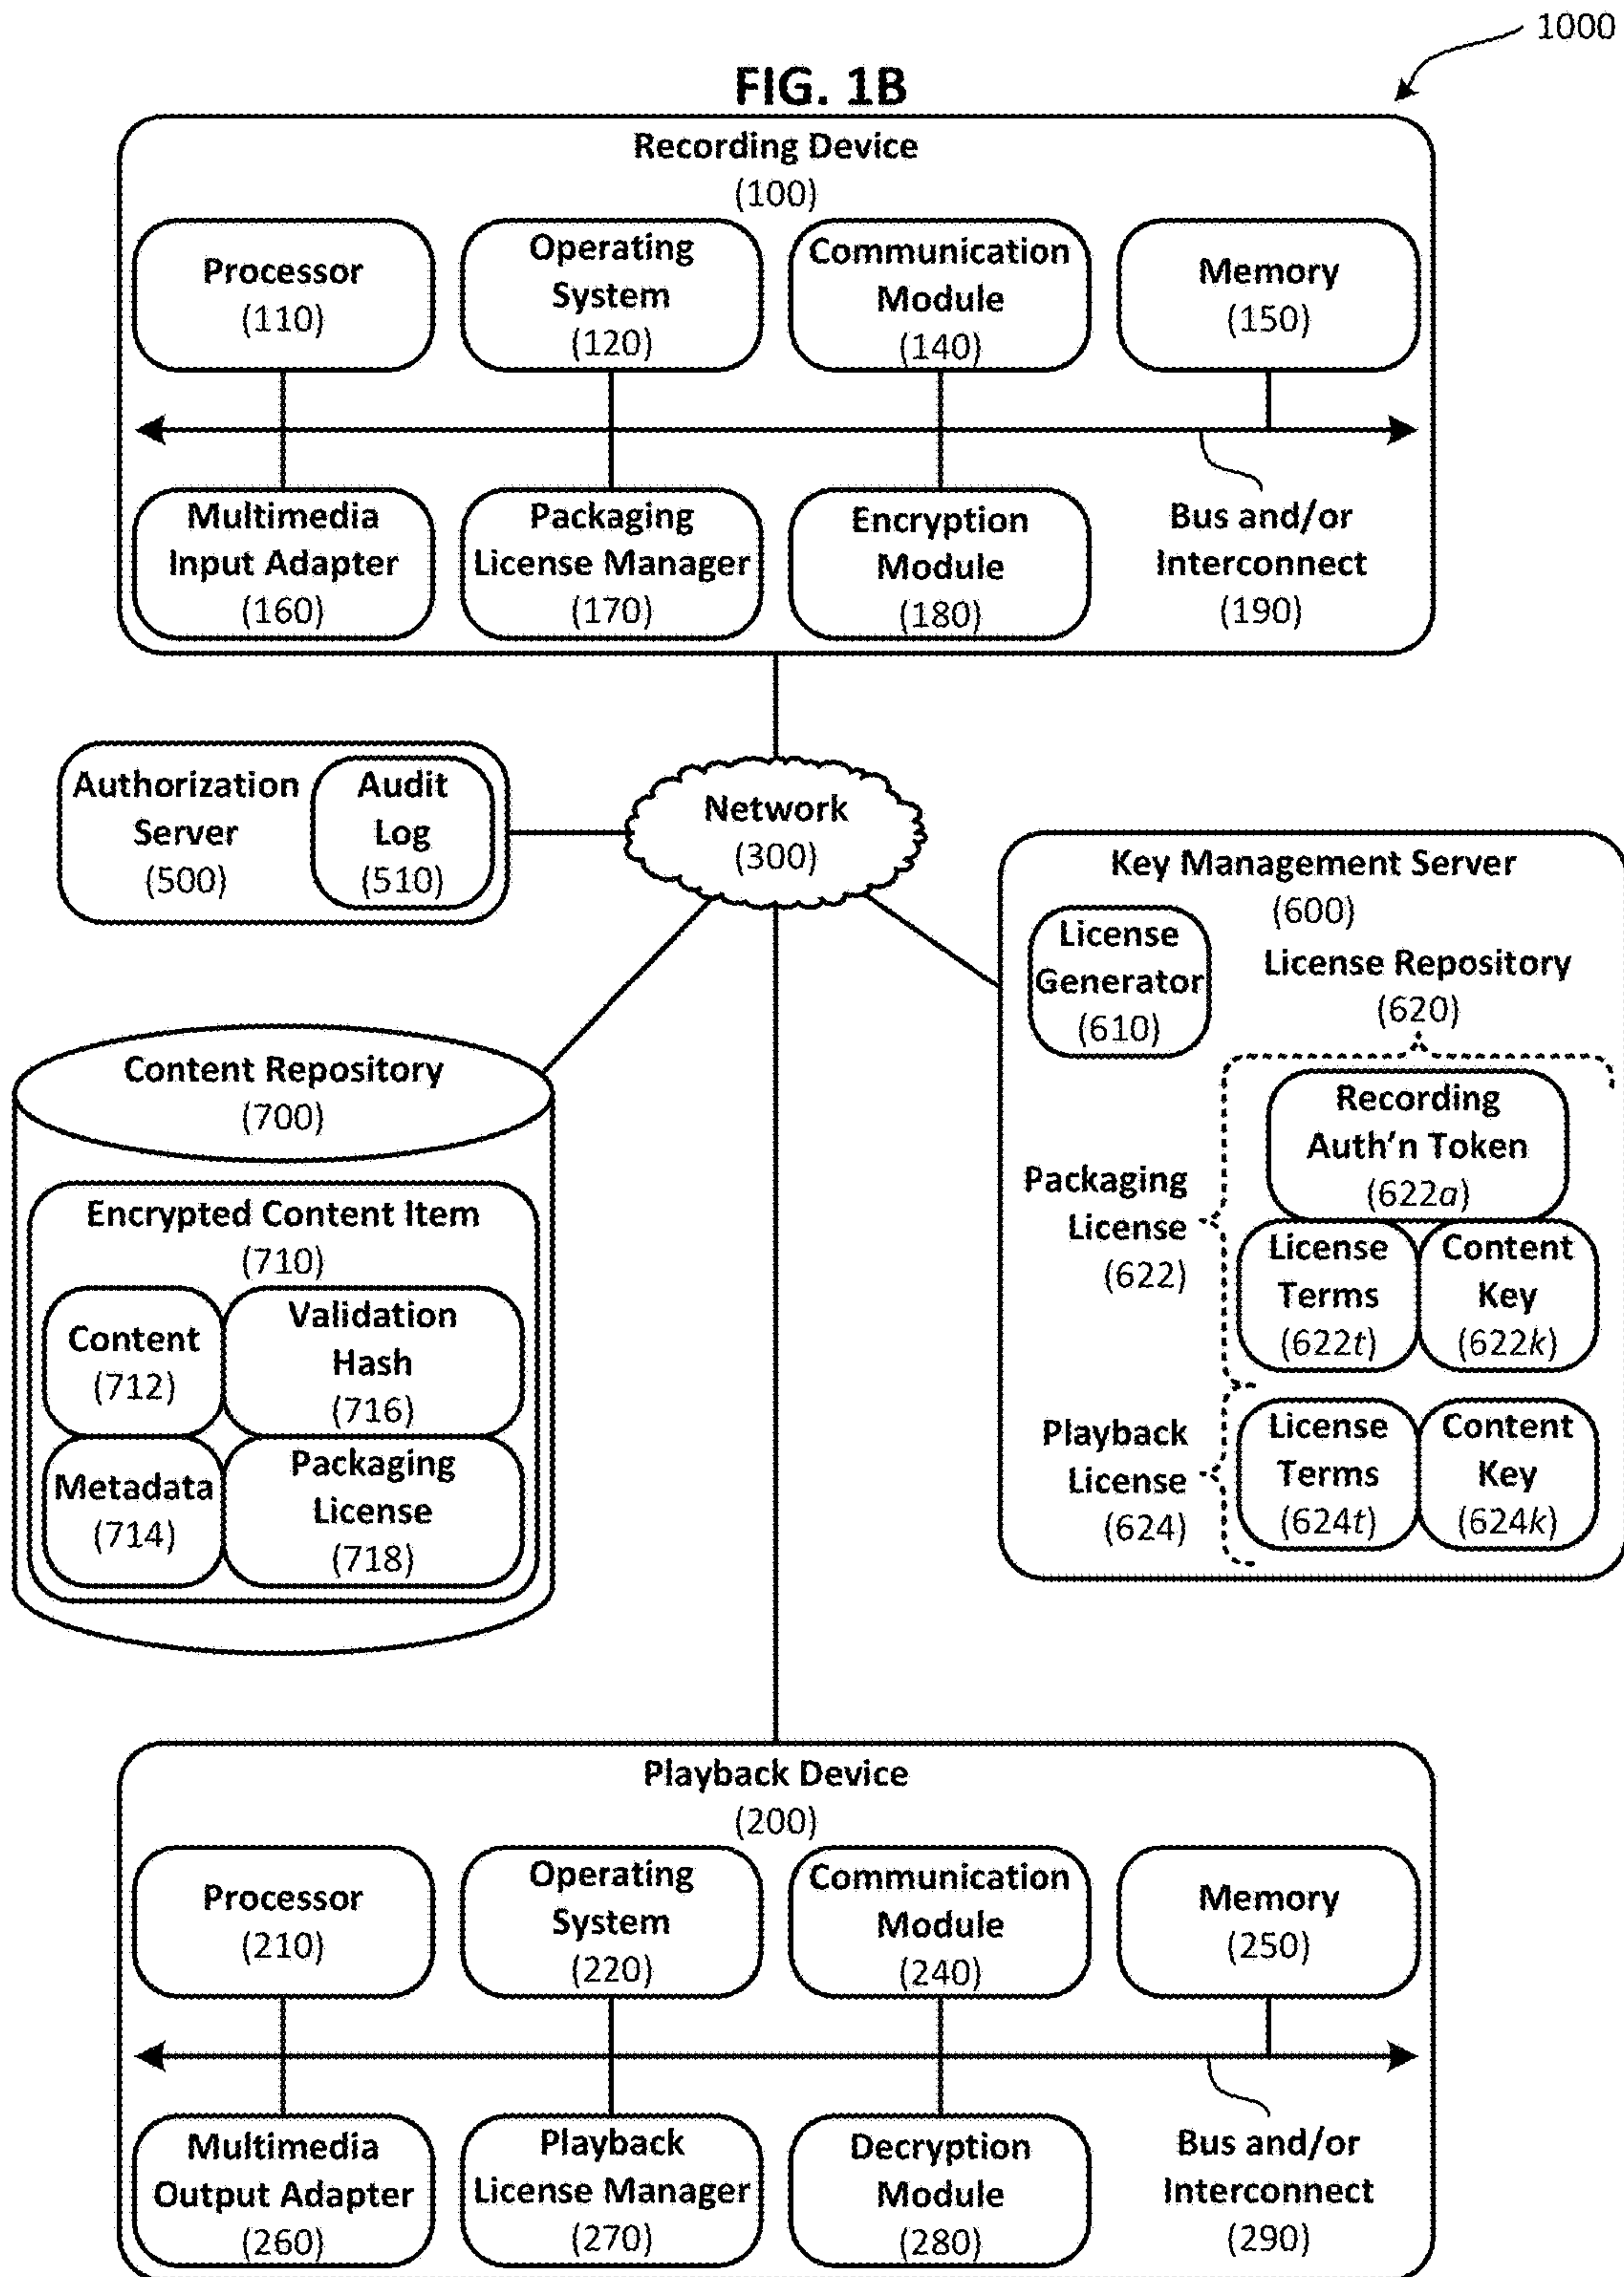 1000
FIG. 1B
Recording Device
(100)
Processor
(110)
Operating
System
(120)
Communication
Module
(140)
Memory
(150)
Multimedia
Input Adapter
(160)
Packaging
License Manager
(170)
Encryption
Module
(180)
Bus and/or
Interconnect
(190)
Authorization
Server
(500)
Audit
Log
(510)
Network
(300)
Key Management Server
(600)
License
Generator
(610)
License Repository
(620)
Recording
Auth'n Token
(622a)
Packaging
License
(622)
License
Terms
(622t)
Content
Key
(622k)
Playback
License
(624)
License
Terms
(624t)
Content
Key
(624k)
Content Repository
(700)
Encrypted Content Item
(710)
Content
(712)
Validation
Hash
(716)
Metadata
(714)
Packaging
License
(718)
Playback Device
(200)
Processor
(210)
Operating
System
(220)
Communication
Module
(240)
Memory
(250)
Multimedia
Output Adapter
(260)
Playback
License Manager
(270)
Decryption
Module
(280)
Bus and/or
Interconnect
(290)